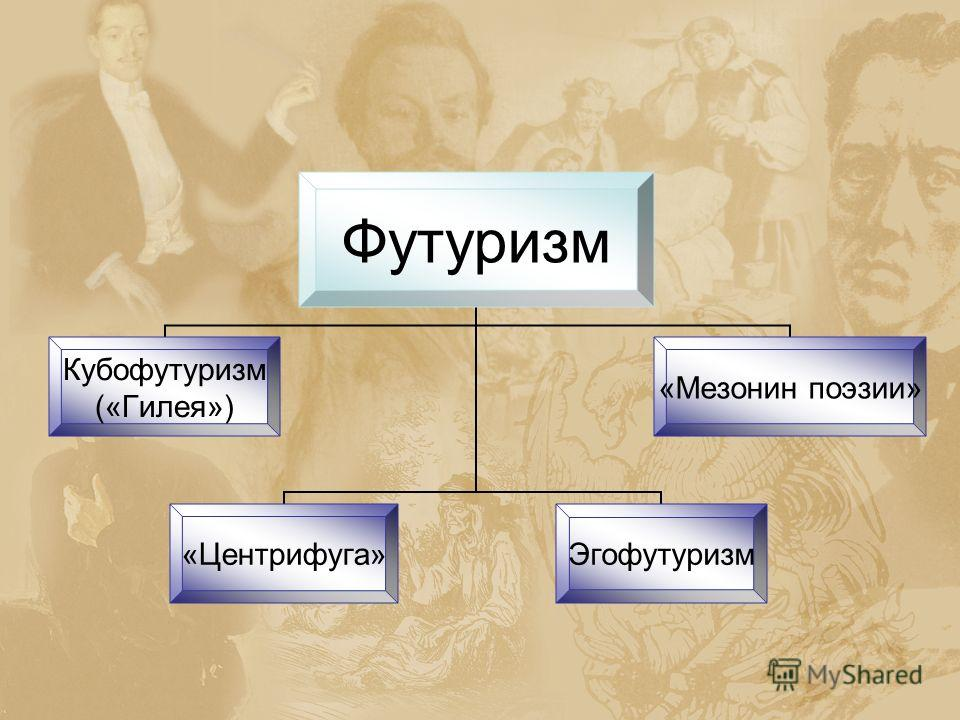 Футуризм
Кубофутуризм
(«Гилея»)
«Мезонин поэзии»
«Центрифуга»
Эгофутуризм
MyShared